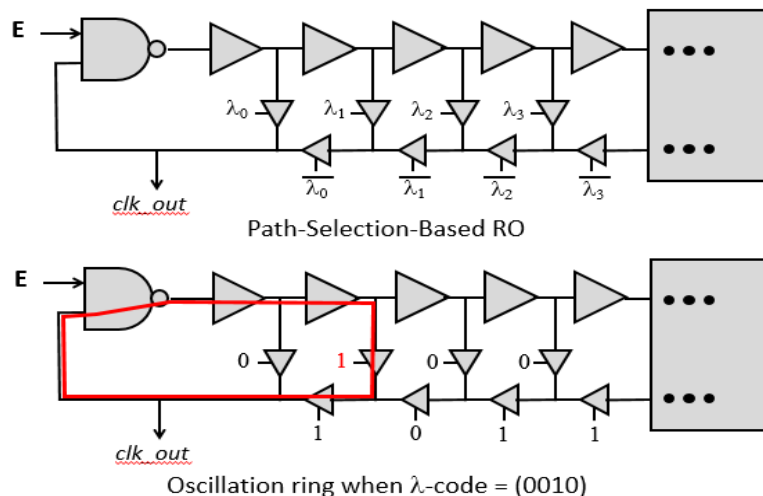 E
λ0 λ1 λ2 λ3
λ0 λ1 λ2 λ3
clk_out
Path-Selection-Based RO
E
0 1 0 0
1 0 1 1
clk_out
Oscillation ring when λ-code = (0010)